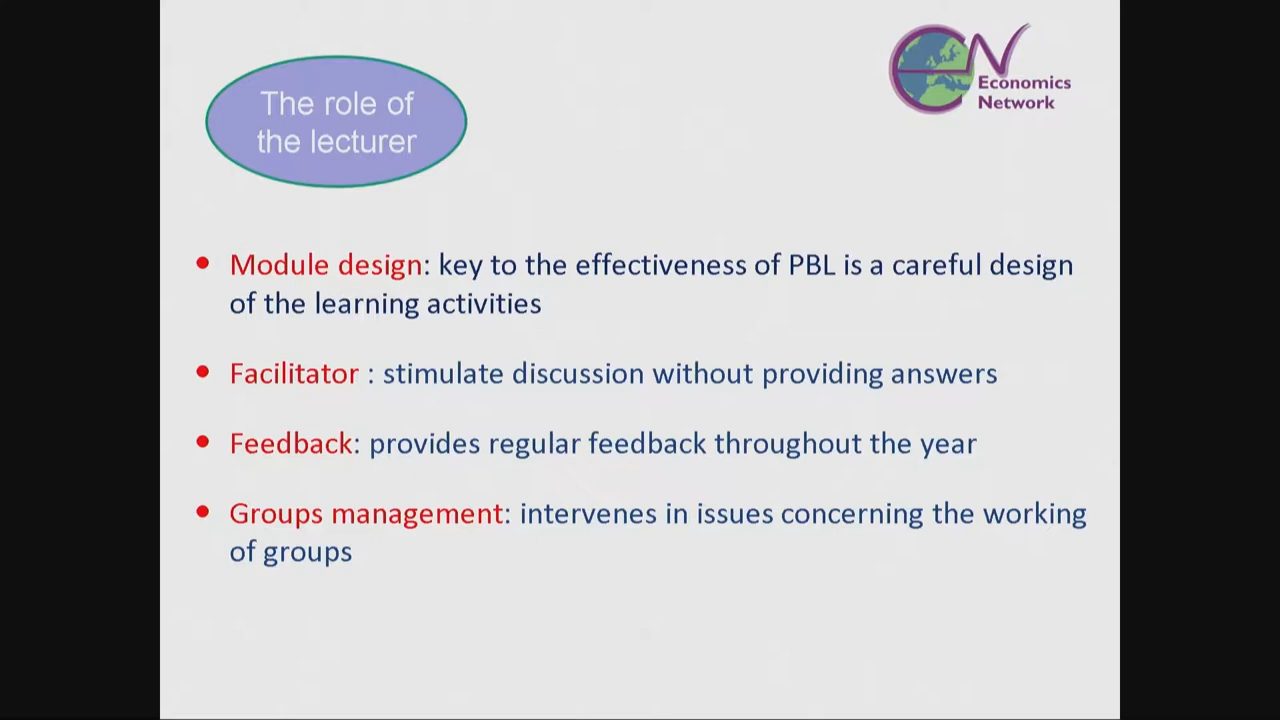 The role of
the lecturer
Economics
Network
• Module design: key to the effectiveness of PBL is a careful design
of the learning activities
• Facilitator : stimulate discussion without providing answers
• Feedback: provides regular feedback throughout the year
• Groups management: intervenes in issues concerning the working
of groups